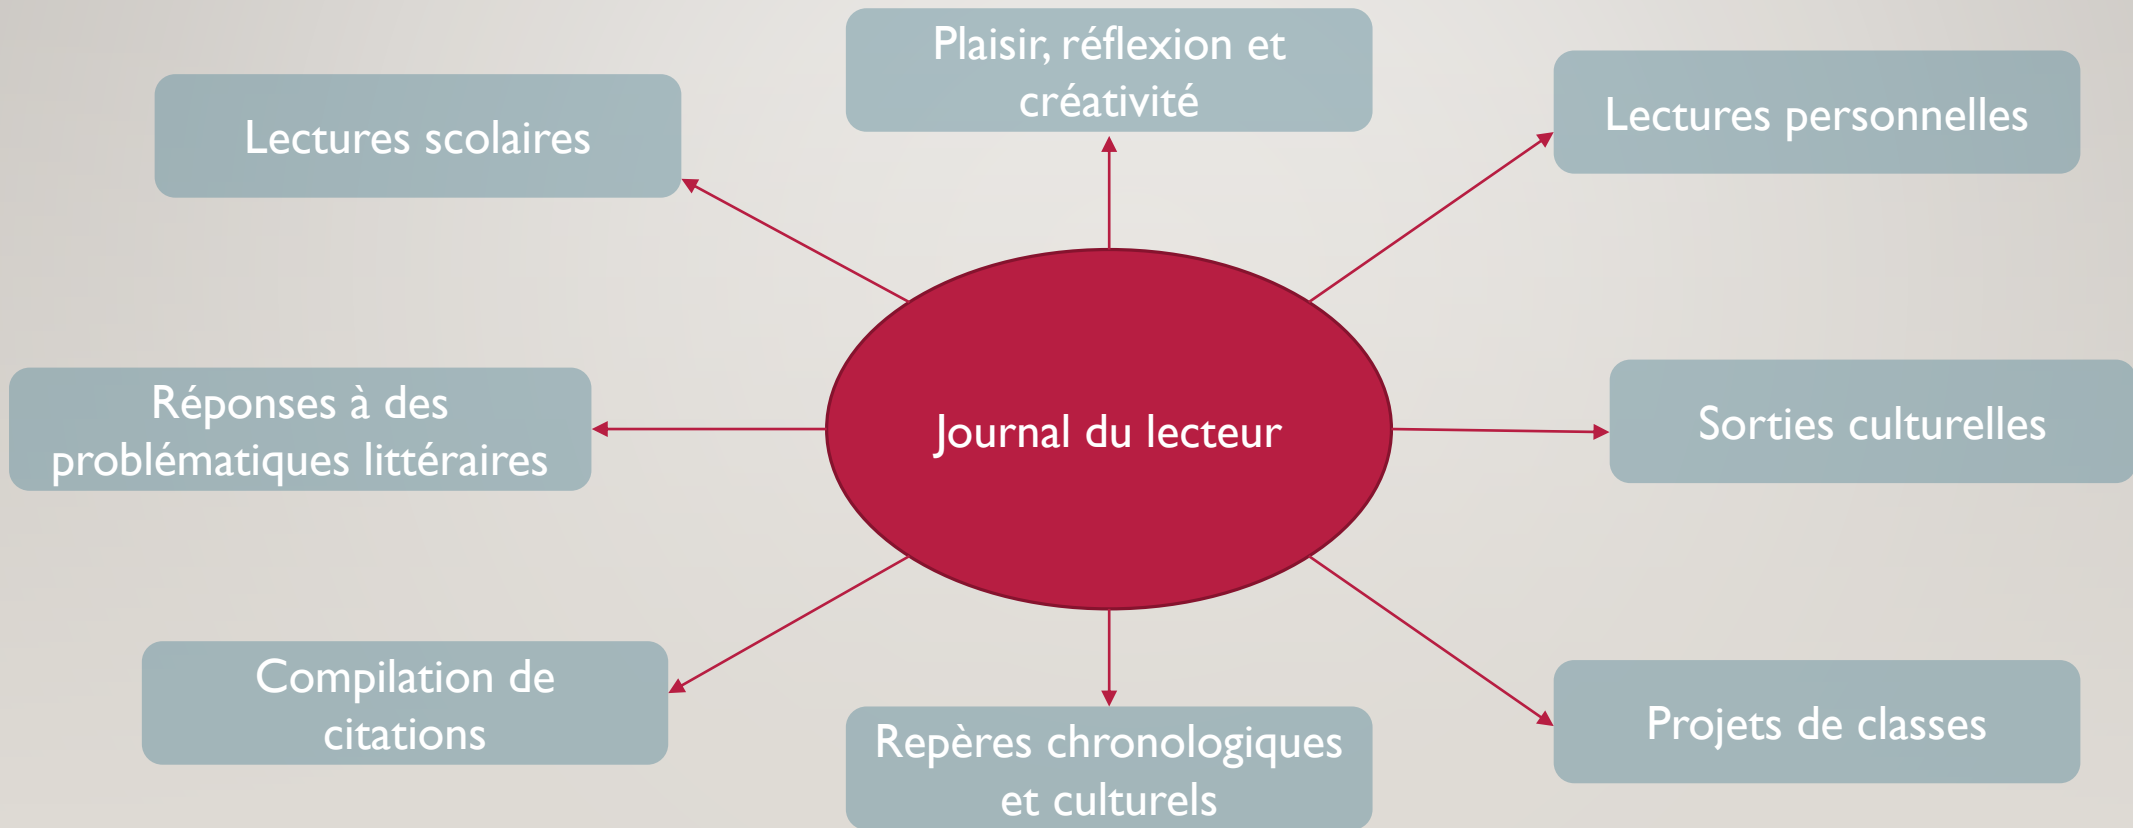 Plaisir, réflexion et
créativité
Lectures scolaires
Lectures personnelles
Réponses à des
problématiques littéraires
Journal du lecteur
Sorties culturelles
Compilation de
citations
Repères chronologiques
et culturels
Projets de classes